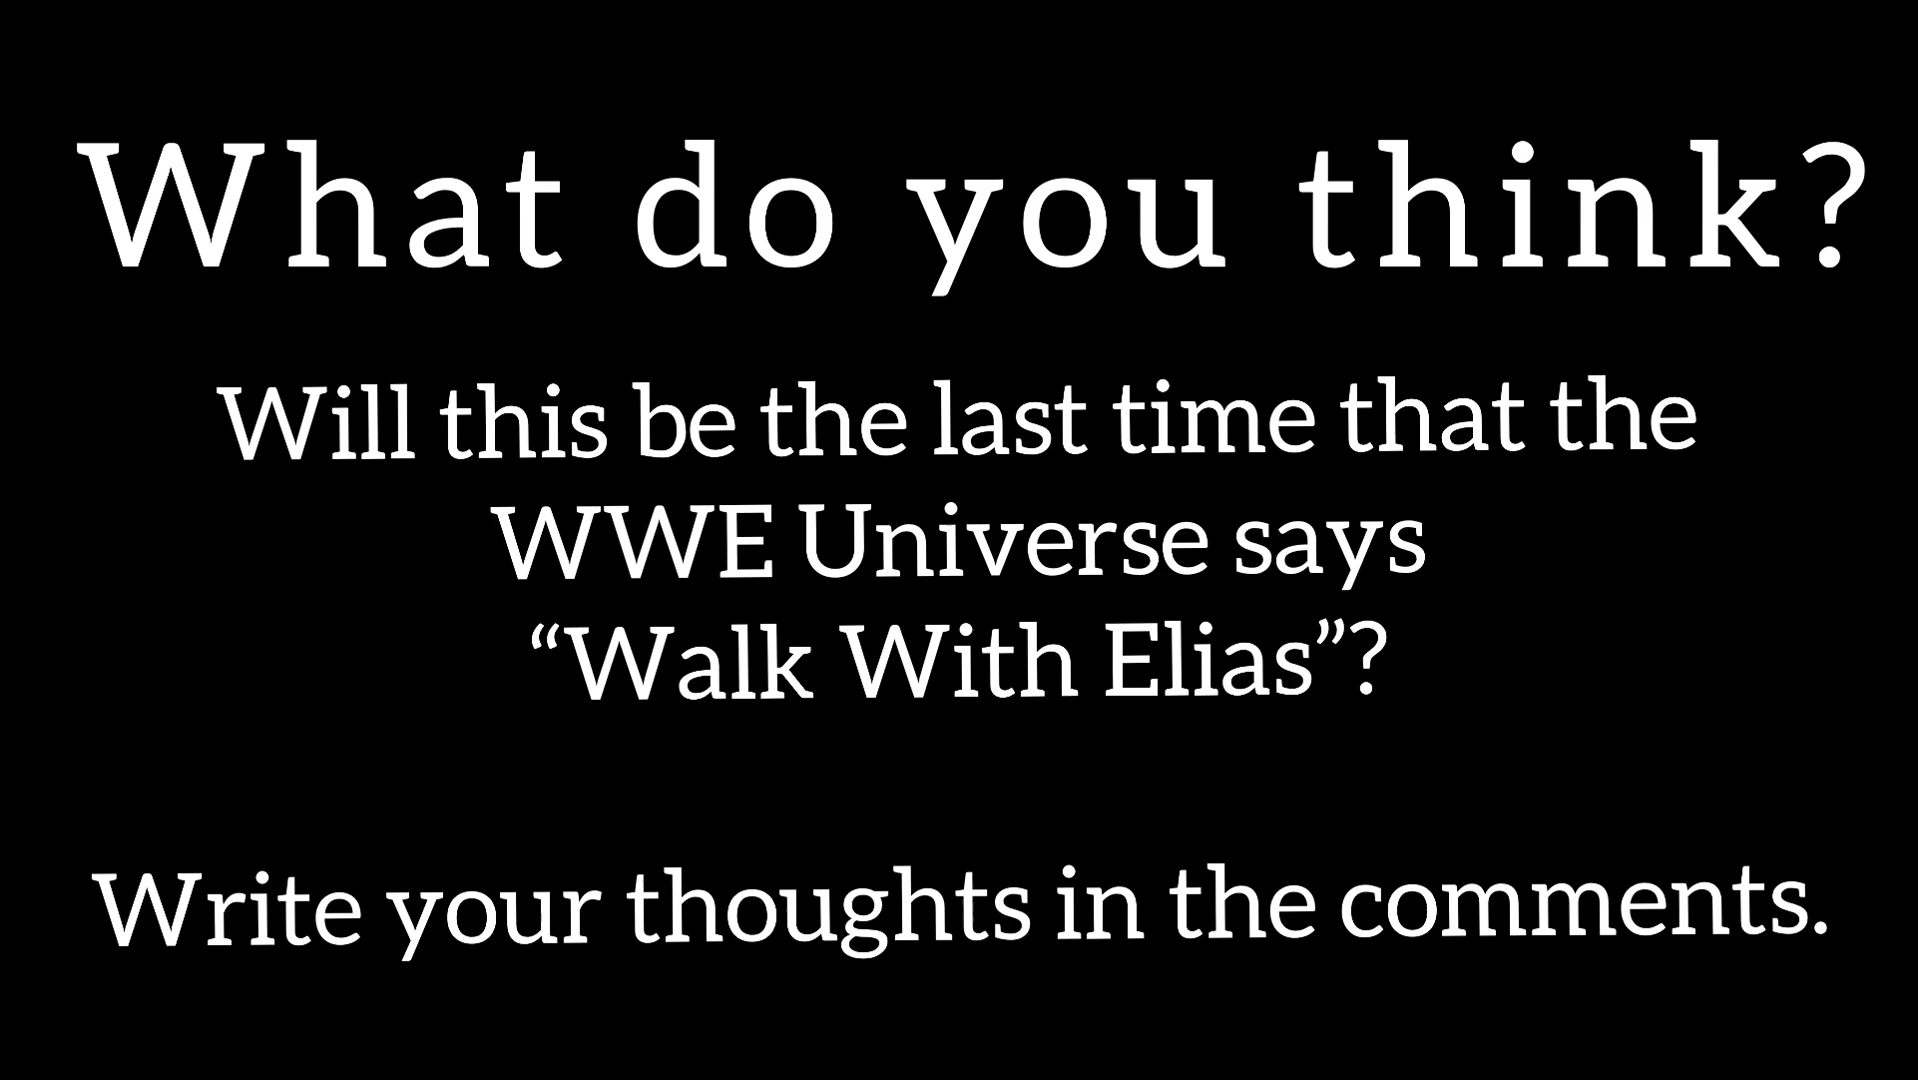 What do you think?
Will this be the last time that the
WWE Universe says
“Walk With Elias”?
Write your thoughts in the comments.